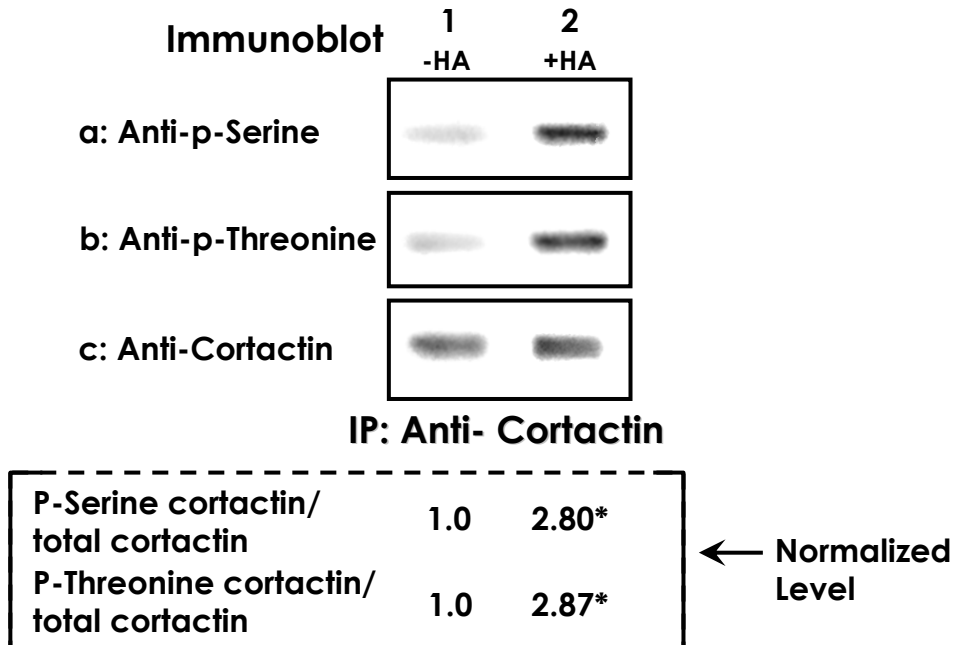 Immunoblot 1 2
-HA +HA
a: Anti-p-Serine
b: Anti-p-Threonine
c: Anti-Cortactin
IP: Anti- Cortactin
P-Serine cortactin/
total cortactin 1.0 2.80*
P-Threonine cortactin/
total cortactin 1.0 2.87*
Normalized
Level